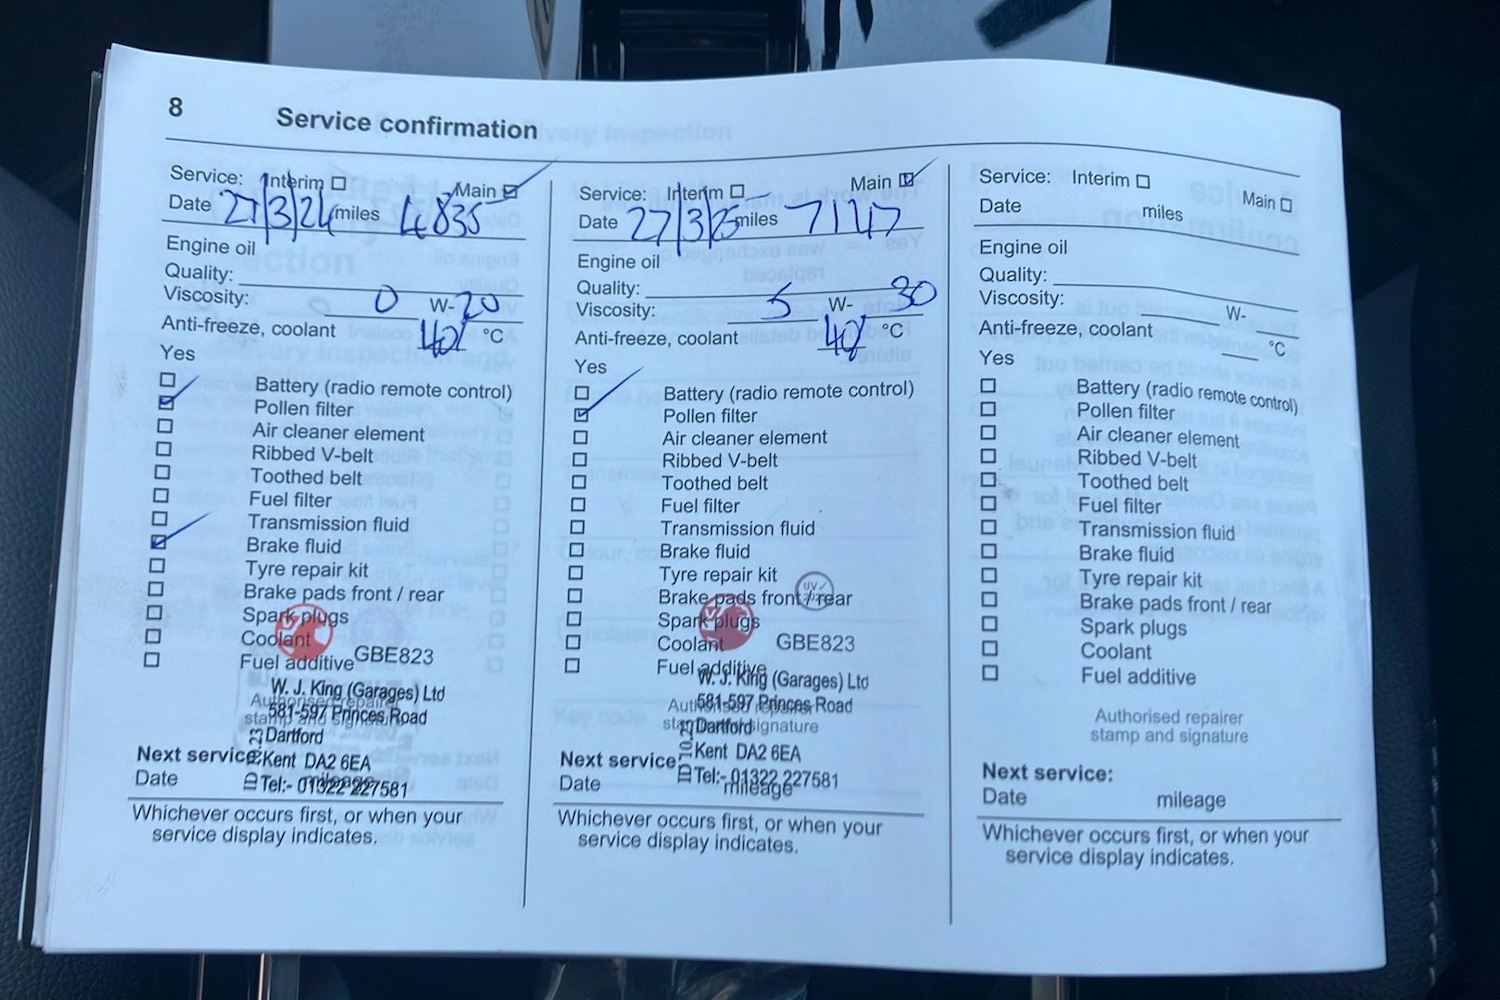 8 Service confirmation
Service: Interim ☐ Main ☑
Date 27/3/24 miles 4835
Engine oil
Quality:
Viscosity: 0 W-20
Anti-freeze, coolant 40 °C
Yes
☐ Battery (radio remote control)
☑ Pollen filter
☐ Air cleaner element
☐ Ribbed V-belt
☐ Toothed belt
☐ Fuel filter
☐ Transmission fluid
☑ Brake fluid
☐ Tyre repair kit
☐ Brake pads front / rear
☐ Spark plugs
☐ Coolant
☐ Fuel additive
GBE823
W. J. King (Garages) Ltd
Authorised repairer
581-597 Princes Road
stamp and signature
Dartford
Next service:
Kent DA2 6EA
Date mileage
Tel:- 01322 227581
Whichever occurs first, or when your
service display indicates.
Service: Interim ☐ Main ☑
Date 27/3/25 miles 7147
Engine oil
Quality:
Viscosity: 5 W-30
Anti-freeze, coolant 40 °C
Yes
☐ Battery (radio remote control)
☑ Pollen filter
☐ Air cleaner element
☐ Ribbed V-belt
☐ Toothed belt
☐ Fuel filter
☐ Transmission fluid
☐ Brake fluid
☐ Tyre repair kit
☐ Brake pads front / rear
☐ Spark plugs
☐ Coolant
☐ Fuel additive
GBE823
W. J. King (Garages) Ltd
Authorised repairer
581-597 Princes Road
stamp and signature
Dartford
Next service:
Kent DA2 6EA
Date mileage
Tel:- 01322 227581
Whichever occurs first, or when your
service display indicates.
Service: Interim ☐ Main ☐
Date miles
Engine oil
Quality:
Viscosity: W-
Anti-freeze, coolant °C
Yes
☐ Battery (radio remote control)
☐ Pollen filter
☐ Air cleaner element
☐ Ribbed V-belt
☐ Toothed belt
☐ Fuel filter
☐ Transmission fluid
☐ Brake fluid
☐ Tyre repair kit
☐ Brake pads front / rear
☐ Spark plugs
☐ Coolant
☐ Fuel additive
Authorised repairer
stamp and signature
Next service:
Date mileage
Whichever occurs first, or when your
service display indicates.